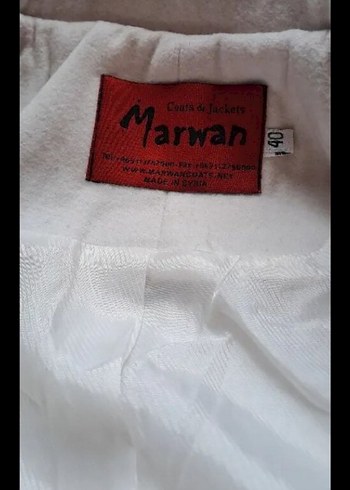 Coats & Jackets
Marwan
40
WWW.MARWANCOATS.NET
MADE IN SYRIA